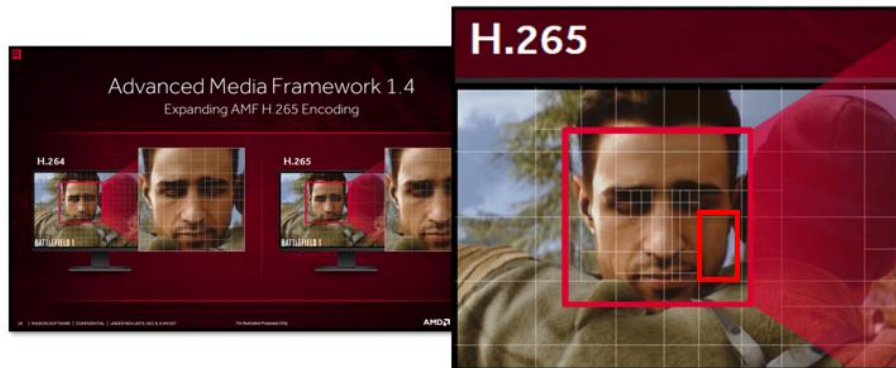 Advanced Media Framework 1.4
Expanding AMF H.265 Encoding
H.264
H.265
BATTLEFIELD 1
BATTLEFIELD 1
AMD
H.265